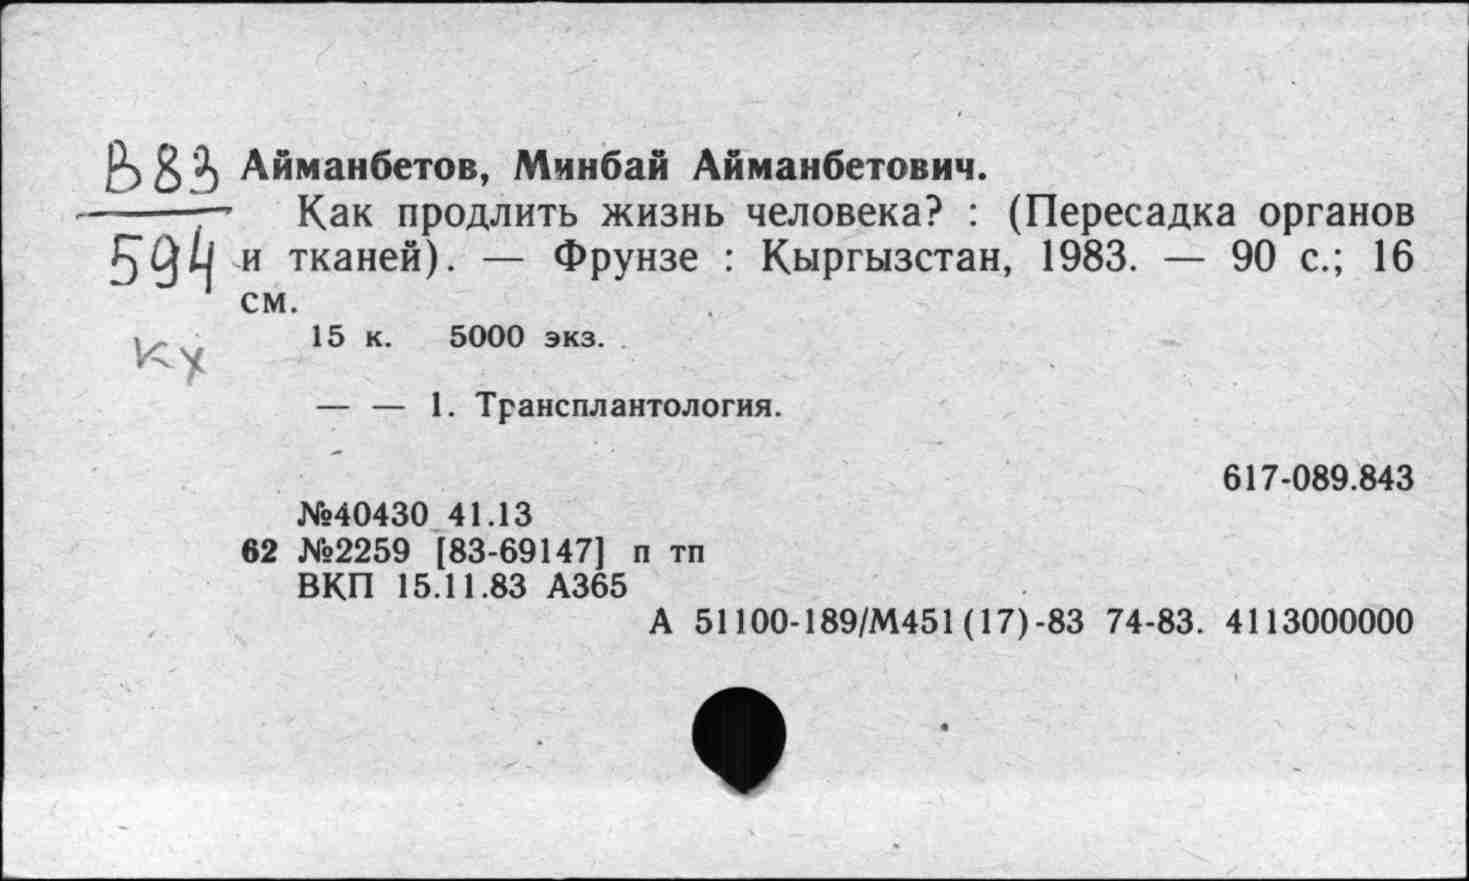 В83
594
кх
Айманбетов, Минбай Айманбетович.
Как продлить жизнь человека? : (Пересадка органов
и тканей). — Фрунзе : Кыргызстан, 1983. — 90 с.; 16
см.
15 к. 5000 экз.
— — 1. Трансплантология.
617-089.843
№40430 41.13
62 №2259 [83-69147] п тп
ВКП 15.11.83 А365
А 51100-189/М451(17)-83 74-83. 4113000000